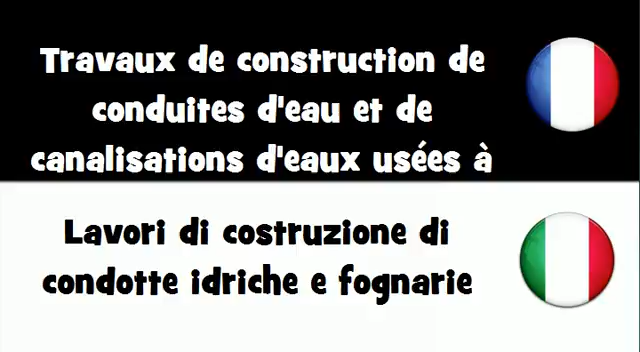 Travaux de construction de
conduites d'eau et de
canalisations d'eaux usées à
Lavori di costruzione di
condotte idriche e fognarie